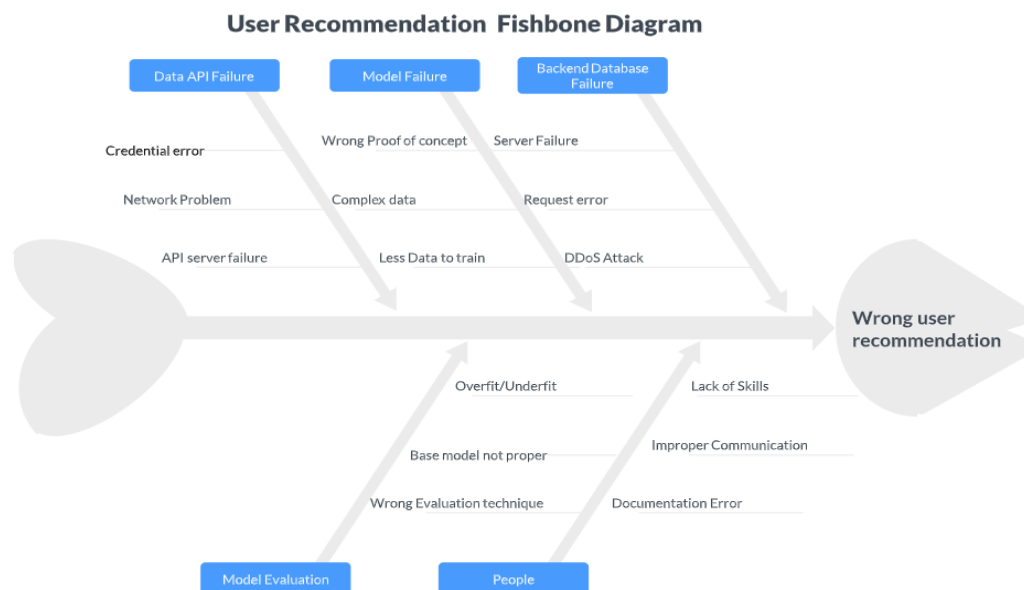 User Recommendation Fishbone Diagram
Data API Failure
Model Failure
Backend Database
Failure
Credential error
Wrong Proof of concept
Server Failure
Network Problem
Complex data
Request error
API server failure
Less Data to train
DDoS Attack
Wrong user
recommendation
Overfit/Underfit
Lack of Skills
Base model not proper
Improper Communication
Wrong Evaluation technique
Documentation Error
Model Evaluation
People